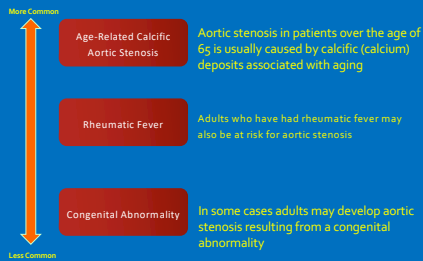 More Common
Age-Related Calcific
Aortic Stenosis
Aortic stenosis in patients over the age of
65 is usually caused by calcific (calcium)
deposits associated with aging
Rheumatic Fever
Adults who have had rheumatic fever may
also be at risk for aortic stenosis
Congenital Abnormality
In some cases adults may develop aortic
stenosis resulting from a congenital
abnormality
Less Common